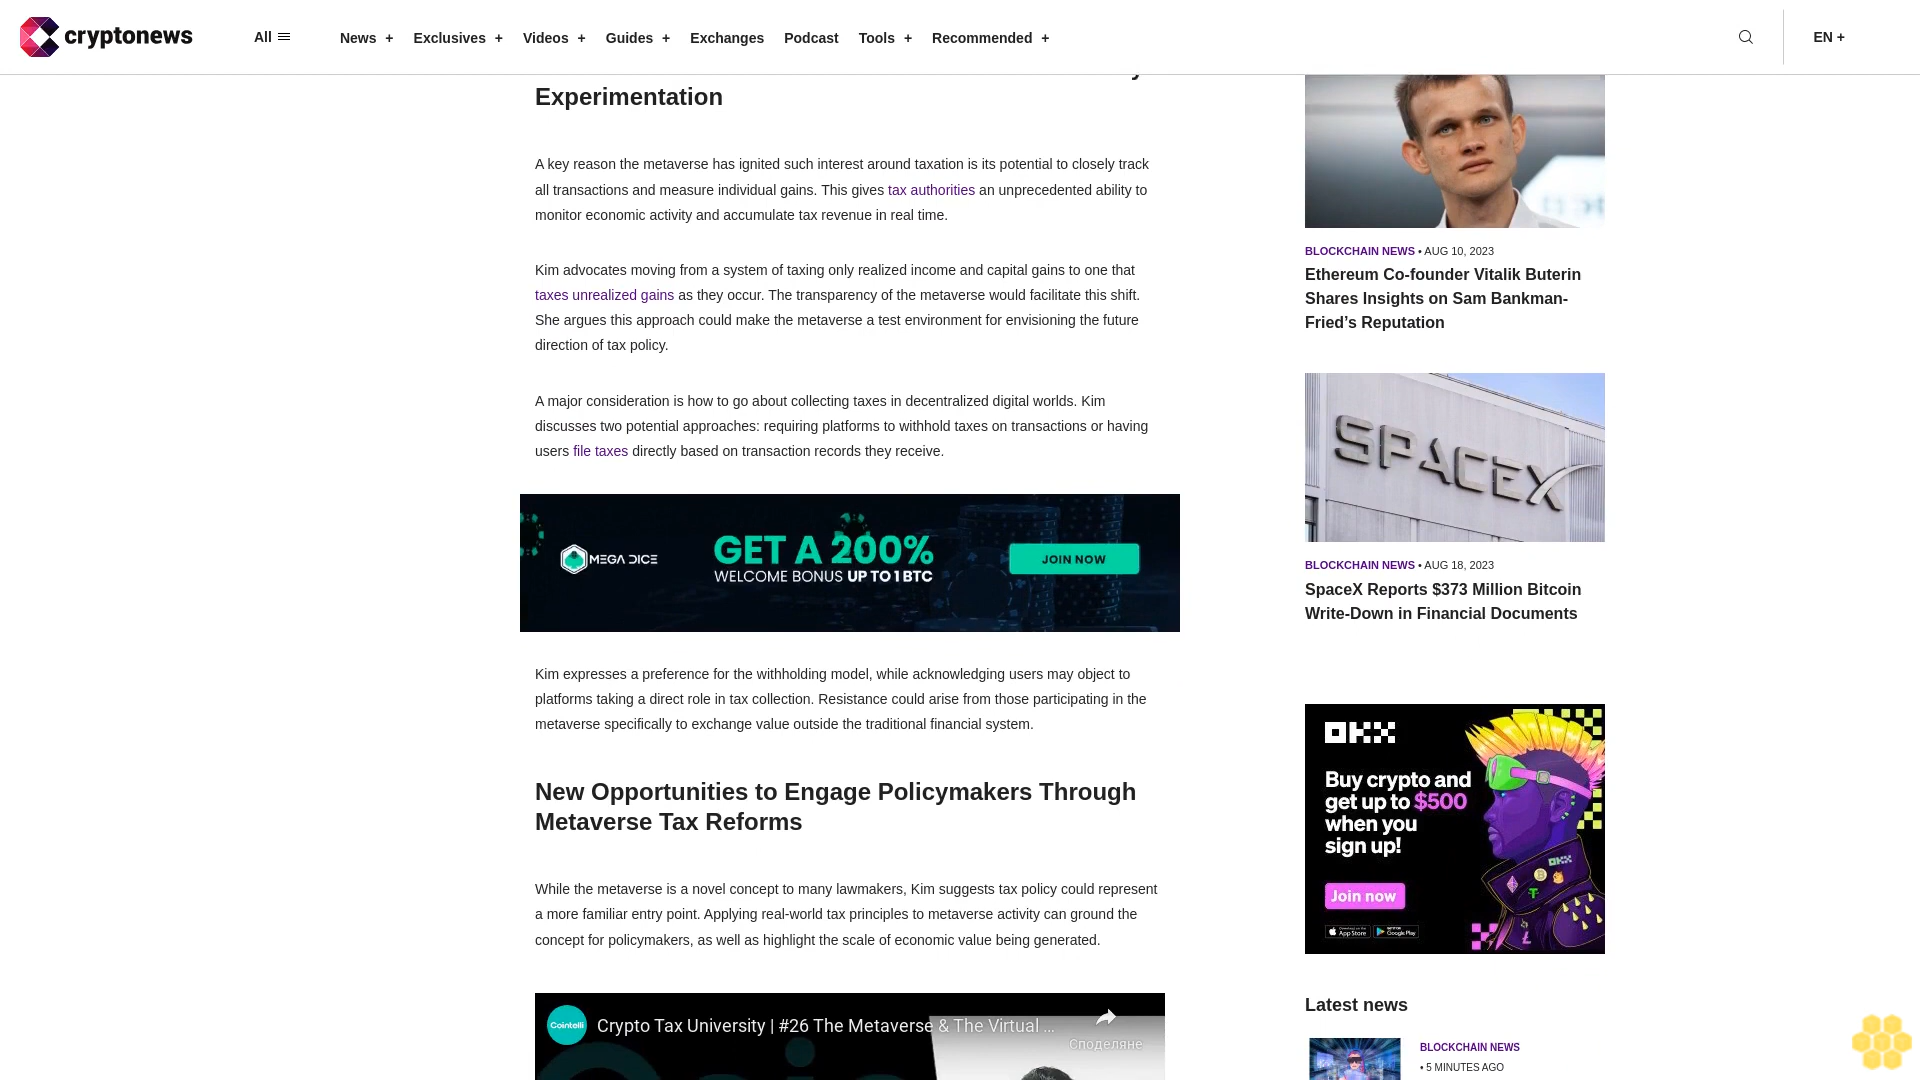 cryptonews
All
News +
Exclusives +
Videos +
Guides +
Exchanges
Podcast
Tools +
Recommended +
EN +
Experimentation
A key reason the metaverse has ignited such interest around taxation is its potential to closely track
all transactions and measure individual gains. This gives tax authorities an unprecedented ability to
monitor economic activity and accumulate tax revenue in real time.
Kim advocates moving from a system of taxing only realized income and capital gains to one that
taxes unrealized gains as they occur. The transparency of the metaverse would facilitate this shift.
She argues this approach could make the metaverse a test environment for envisioning the future
direction of tax policy.
A major consideration is how to go about collecting taxes in decentralized digital worlds. Kim
discusses two potential approaches: requiring platforms to withhold taxes on transactions or having
users file taxes directly based on transaction records they receive.
MEGA DICE
GET A 200%
WELCOME BONUS UP TO 1 BTC
JOIN NOW
Kim expresses a preference for the withholding model, while acknowledging users may object to
platforms taking a direct role in tax collection. Resistance could arise from those participating in the
metaverse specifically to exchange value outside the traditional financial system.
New Opportunities to Engage Policymakers Through
Metaverse Tax Reforms
While the metaverse is a novel concept to many lawmakers, Kim suggests tax policy could represent
a more familiar entry point. Applying real-world tax principles to metaverse activity can ground the
concept for policymakers, as well as highlight the scale of economic value being generated.
Cointelli
Crypto Tax University | #26 The Metaverse & The Virtual ...
Споделяне
BLOCKCHAIN NEWS • AUG 10, 2023
Ethereum Co-founder Vitalik Buterin
Shares Insights on Sam Bankman-
Fried's Reputation
SPACEX
BLOCKCHAIN NEWS • AUG 18, 2023
SpaceX Reports $373 Million Bitcoin
Write-Down in Financial Documents
OKX
Buy crypto and
get up to $500
when you
sign up!
OKX
Join now
Download on the
App Store
GET IT ON
Google Play
Latest news
BLOCKCHAIN NEWS
• 5 MINUTES AGO